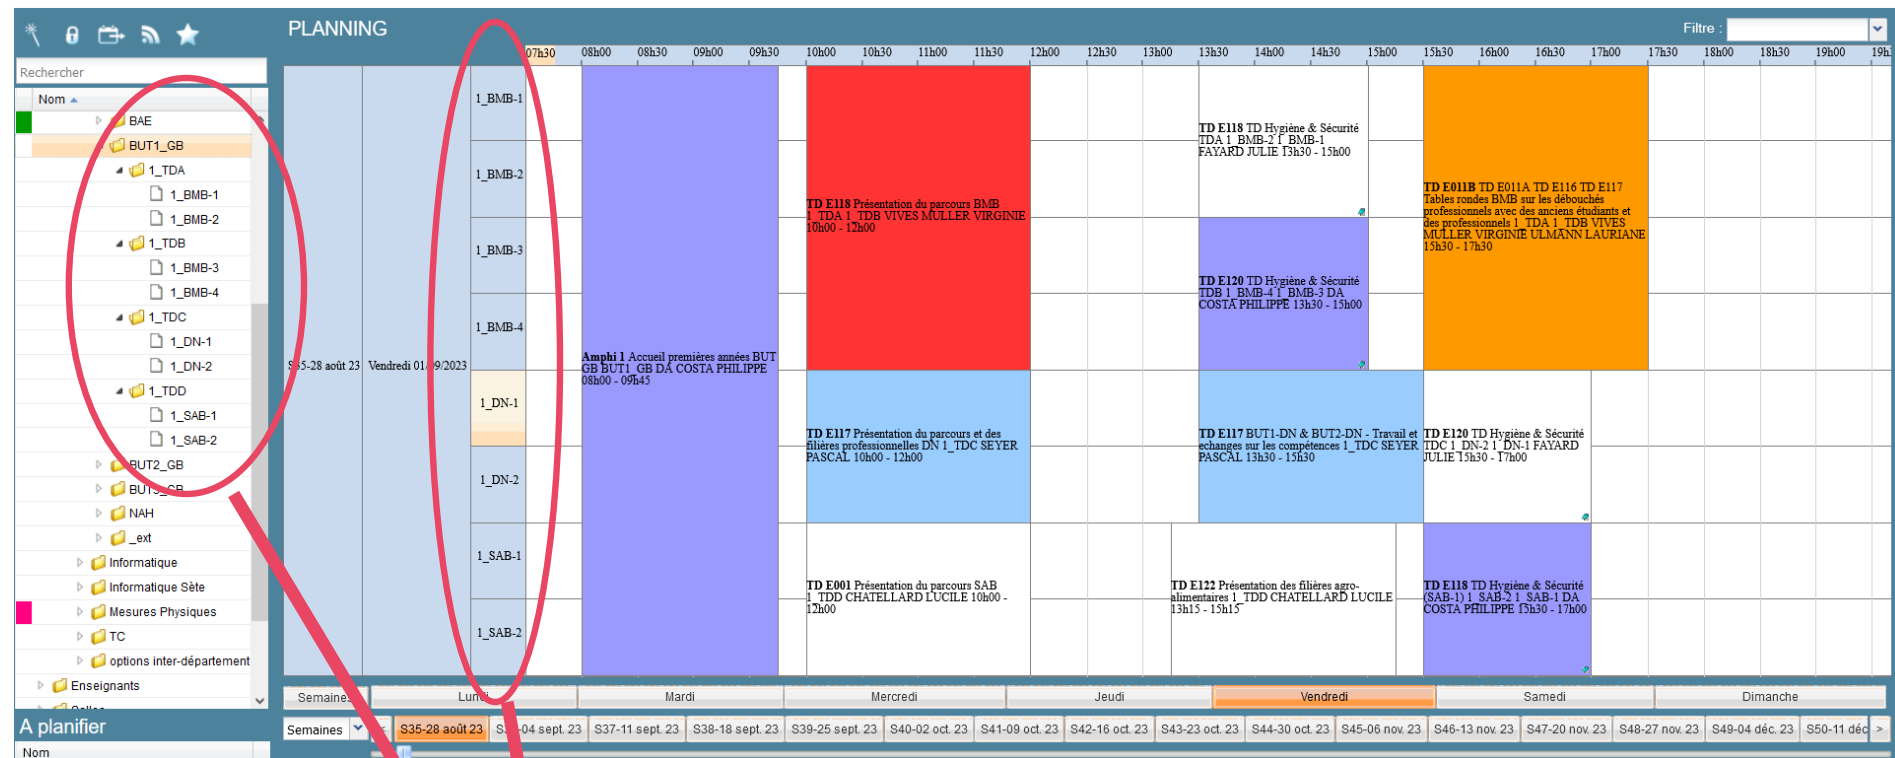 PLANNING
Filtre :
Rechercher
Nom
BAE
BUT1_GB
1_TDA
1_BMB-1
1_BMB-2
1_TDB
1_BMB-3
1_BMB-4
1_TDC
1_DN-1
1_DN-2
1_TDD
1_SAB-1
1_SAB-2
BUT2_GB
BUT3_GB
NAH
_ext
Informatique
Informatique Sète
Mesures Physiques
TC
options inter-département
Enseignants
A planifier
Nom
07h30 08h00 08h30 09h00 09h30 10h00 10h30 11h00 11h30 12h00 12h30 13h00 13h30 14h00 14h30 15h00 15h30 16h00 16h30 17h00 17h30 18h00 18h30 19h00 19h
S35-28 août 23
Vendredi 01/09/2023
1_BMB-1
1_BMB-2
1_BMB-3
1_BMB-4
1_DN-1
1_DN-2
1_SAB-1
1_SAB-2
Amphi 1 Accueil premières années BUT
GB BUT1_GB DA COSTA PHILIPPE
08h00 - 09h45
TD E118 Présentation du parcours BMB
1_TDA 1_TDB VIVES MULLER VIRGINIE
10h00 - 12h00
TD E118 TD Hygiène & Sécurité
TDA 1_BMB-2 1_BMB-1
FAYARD JULIE 13h30 - 15h00
TD E120 TD Hygiène & Sécurité
TDB 1_BMB-4 1_BMB-3 DA
COSTA PHILIPPE 13h30 - 15h00
TD E011B TD E011A TD E116 TD E117
Tables rondes BMB sur les débouchés
professionnels avec des anciens étudiants et
des professionnels 1_TDA 1_TDB VIVES
MULLER VIRGINIE ULMANN LAURIANE
15h30 - 17h30
TD E117 Présentation du parcours et des
filières professionnelles DN 1_TDC SEYER
PASCAL 10h00 - 12h00
TD E117 BUT1-DN & BUT2-DN - Travail et
echanges sur les compétences 1_TDC SEYER
PASCAL 13h30 - 15h30
TD E120 TD Hygiène & Sécurité
TDC 1_DN-2 1_DN-1 FAYARD
JULIE 15h30 - 17h00
TD E001 Présentation du parcours SAB
1_TDD CHATELLARD LUCILE 10h00 -
12h00
TD E122 Présentation des filières agro-
alimentaires 1_TDD CHATELLARD LUCILE
13h15 - 15h15
TD E118 TD Hygiène & Sécurité
(SAB-1) 1_SAB-2 1_SAB-1 DA
COSTA PHILIPPE 15h30 - 17h00
Semaines Lundi Mardi Mercredi Jeudi Vendredi Samedi Dimanche
Semaines < S35-28 août 23 04 sept. 23 S37-11 sept. 23 S38-18 sept. 23 S39-25 sept. 23 S40-02 oct. 23 S41-09 oct. 23 S42-16 oct. 23 S43-23 oct. 23 S44-30 oct. 23 S45-06 nov. 23 S46-13 nov. 23 S47-20 nov. 23 S48-27 nov. 23 S49-04 déc. 23 S50-11 déc >